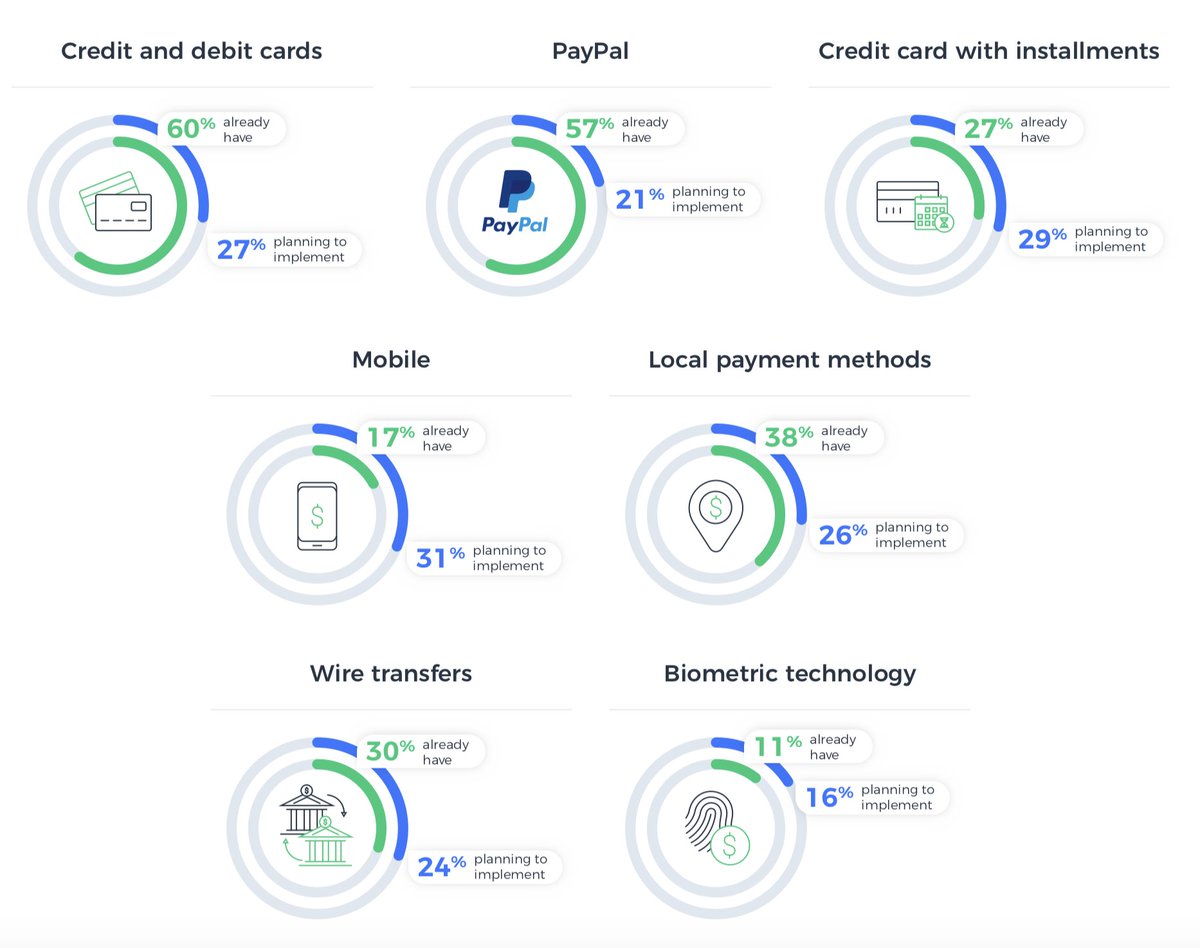 Credit and debit cards
60% already
have
27% planning to
implement
PayPal
57% already
have
PayPal
21% planning to
implement
Credit card with installments
27% already
have
29% planning to
implement
Mobile
17% already
have
$
31% planning to
implement
Local payment methods
38% already
have
$
26% planning to
implement
Wire transfers
30% already
have
$
$
24% planning to
implement
Biometric technology
11% already
have
16% planning to
implement
$